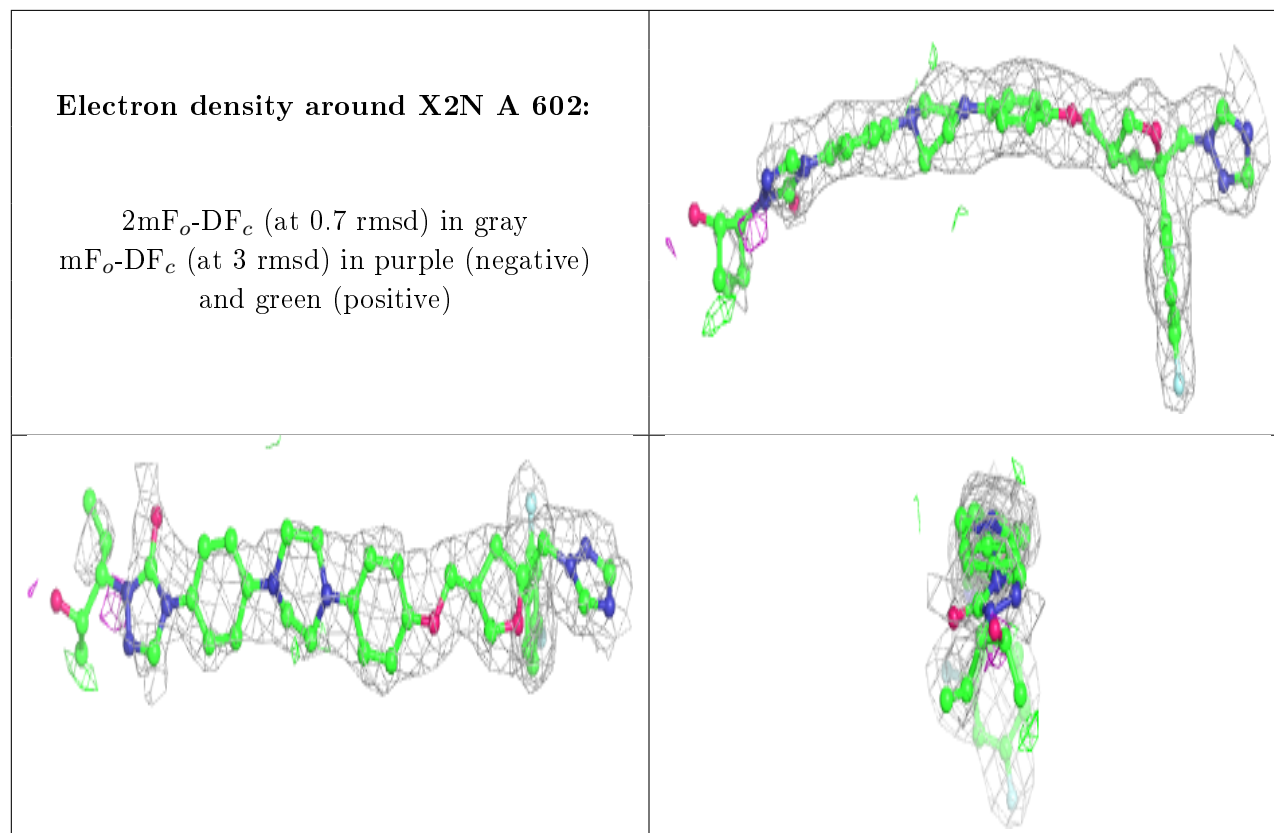 Electron density around X2N A 602:
2mFₒ-DF𝒸 (at 0.7 rmsd) in gray
mFₒ-DF𝒸 (at 3 rmsd) in purple (negative)
and green (positive)